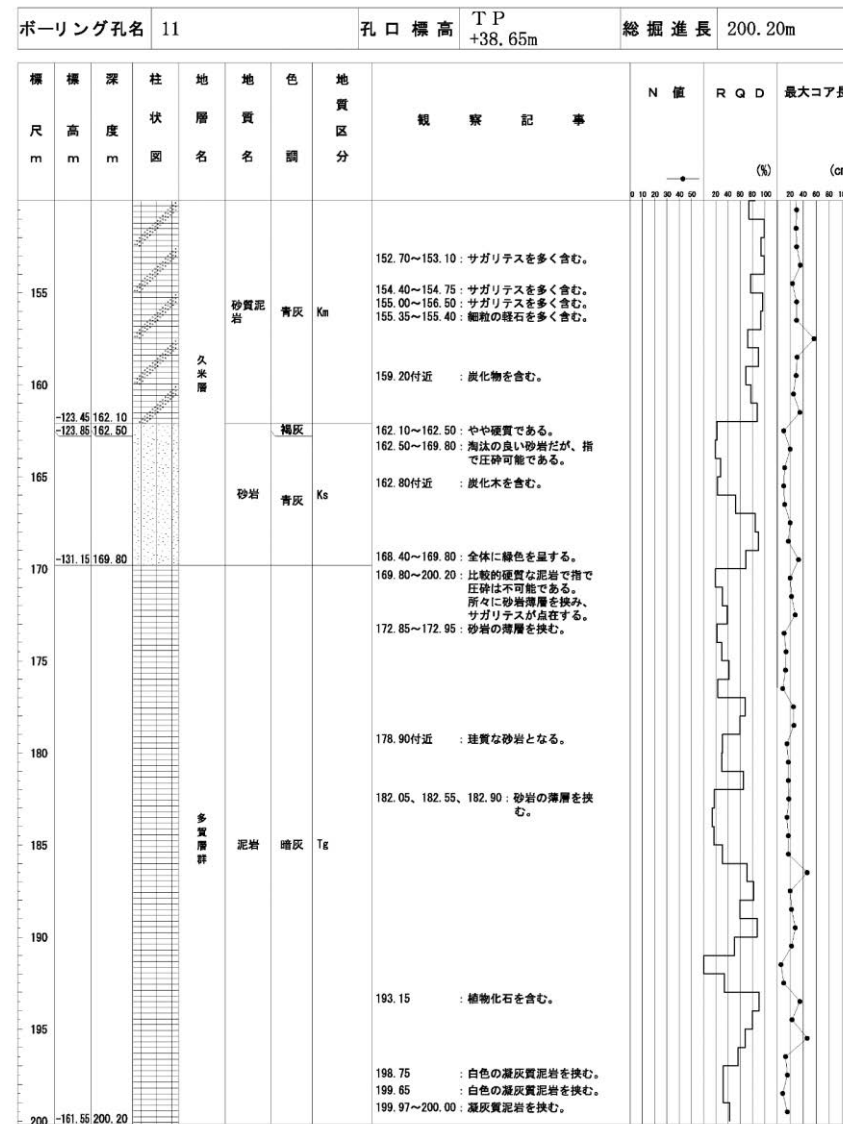 ボーリング孔名 11 孔口標高 TP +38.65m 総掘進長 200.20m
標尺m 標高m 深度m 柱状図 地層名 地質名 色調 地質区分 観察記事 N値 RQD 最大コア長
(%) (cm
0 10 20 30 40 50 20 40 60 80 100 20 40 60 80
152.70～153.10：サガリテスを多く含む。
154.40～154.75：サガリテスを多く含む。
155 砂質泥岩 青灰 Km 155.00～156.50：サガリテスを多く含む。
155.35～155.40：細粒の軽石を多く含む。
久米層
160 159.20付近 ：炭化物を含む。
-123.45 162.10
-123.85 162.50 褐灰 162.10～162.50：やや硬質である。
162.50～169.80：淘汰の良い砂岩だが、指
で圧砕可能である。
165 砂岩 青灰 Ks 162.80付近 ：炭化木を含む。
-131.15 169.80 168.40～169.80：全体に緑色を呈する。
170 169.80～200.20：比較的硬質な泥岩で指で
圧砕は不可能である。
所々に砂岩薄層を挟み、
サガリテスが点在する。
172.85～172.95：砂岩の薄層を挟む。
175
180 178.90付近 ：珪質な砂岩となる。
182.05、182.55、182.90：砂岩の薄層を挟
む。
185 多賀層群 泥岩 暗灰 Tg
190
193.15 ：植物化石を含む。
195
198.75 ：白色の凝灰質泥岩を挟む。
199.65 ：白色の凝灰質泥岩を挟む。
200 -161.55 200.20 199.97～200.00：凝灰質泥岩を挟む。